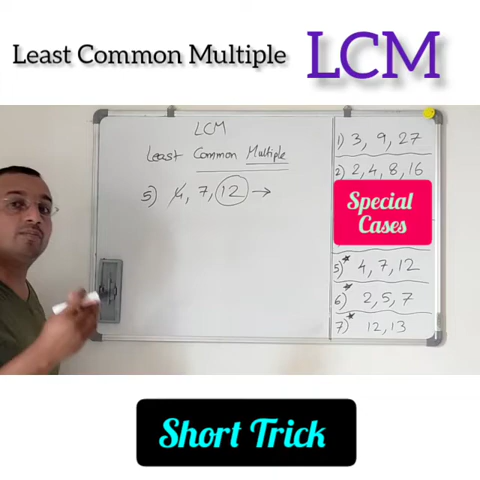 Least Common Multiple LCM
LCM
Least Common Multiple
5) 4, 7, 12 →
1) 3, 9, 27
2) 2, 4, 8, 16
Special
Cases
5)* 4, 7, 12
6)* 2, 5, 7
7)* 12, 13
Short Trick